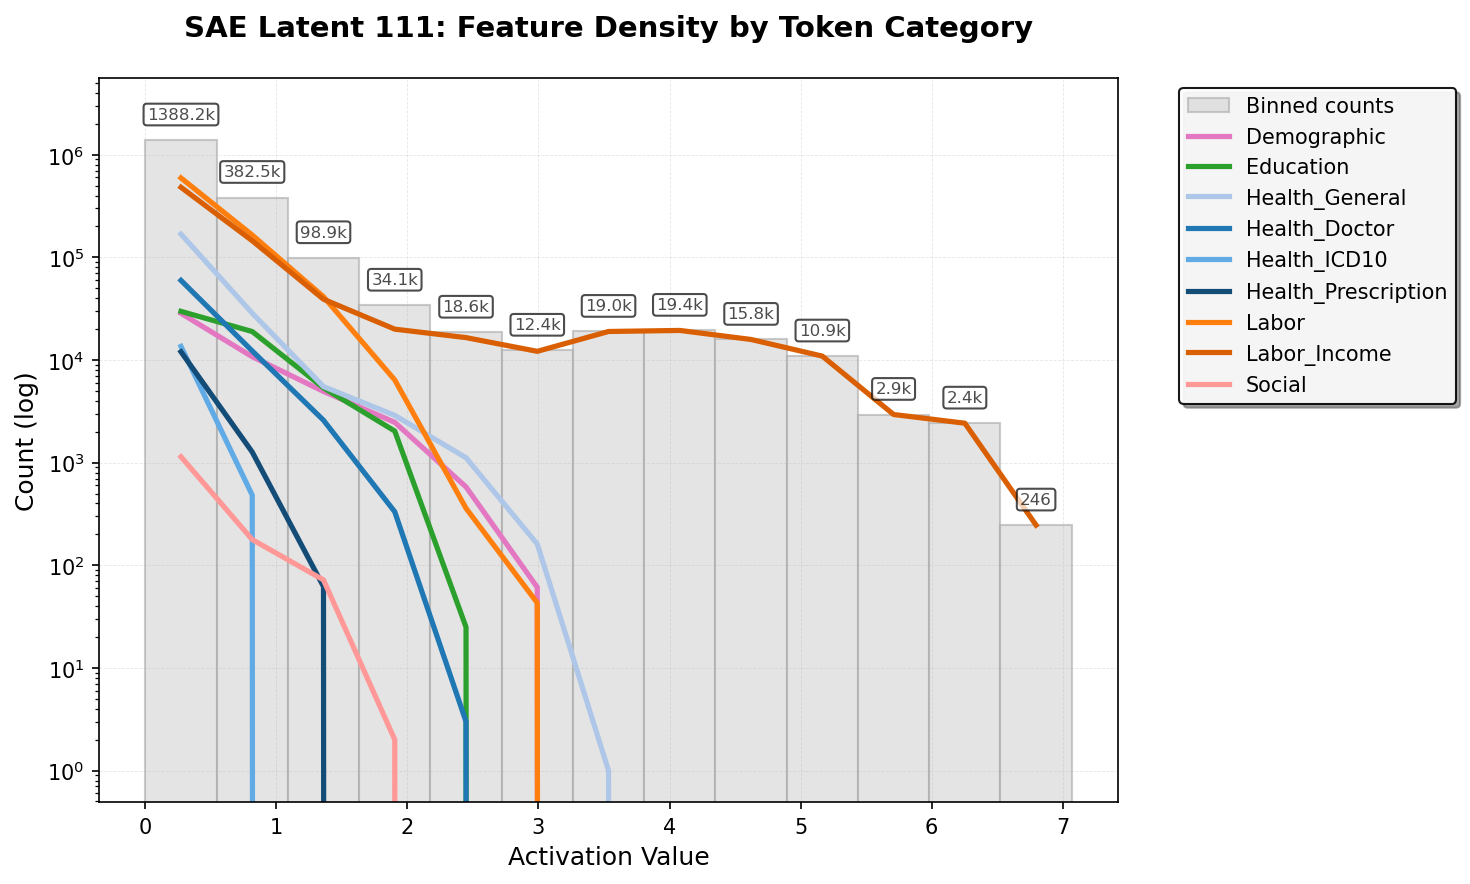 SAE Latent 111: Feature Density by Token Category
1388.2k
382.5k
98.9k
34.1k
18.6k
12.4k
19.0k
19.4k
15.8k
10.9k
2.9k
2.4k
246
Binned counts
Demographic
Education
Health_General
Health_Doctor
Health_ICD10
Health_Prescription
Labor
Labor_Income
Social
Count (log)
10⁶
10⁵
10⁴
10³
10²
10¹
10⁰
0 1 2 3 4 5 6 7
Activation Value